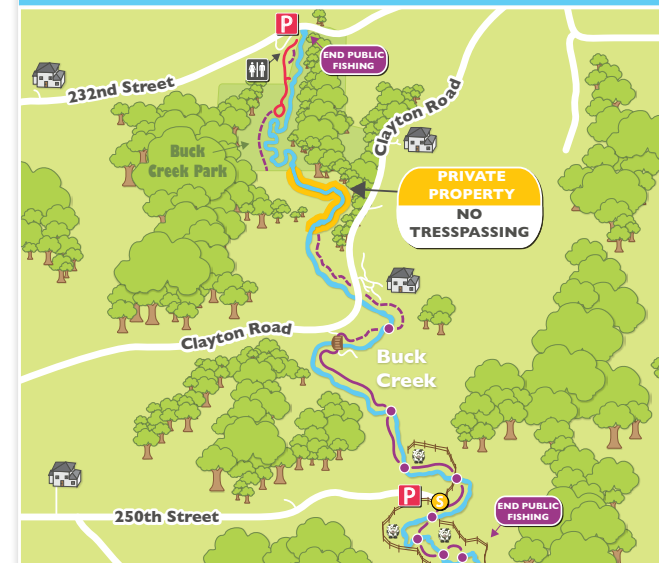 P
END PUBLIC
FISHING
232nd Street
Clayton Road
Buck
Creek Park
PRIVATE
PROPERTY
NO
TRESSPASSING
Clayton Road
Buck
Creek
P
S
250th Street
END PUBLIC
FISHING